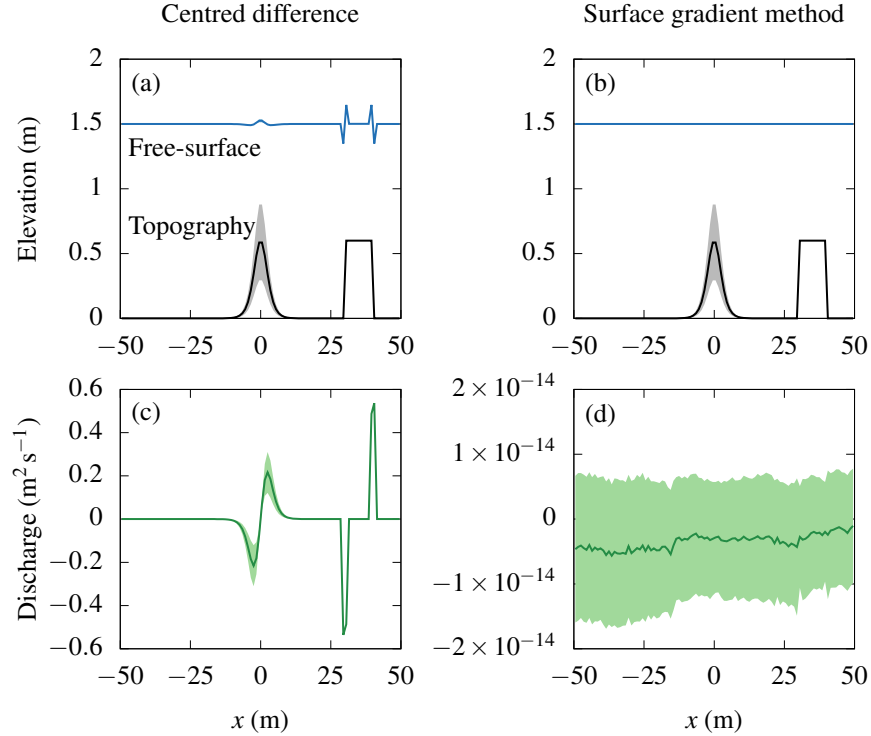 Centred difference
Surface gradient method
(a)
2
1.5
1
0.5
0
Elevation (m)
Free-surface
Topography
−50 −25 0 25 50
(b)
2
1.5
1
0.5
0
−50 −25 0 25 50
(c)
0.6
0.4
0.2
0
−0.2
−0.4
−0.6
Discharge (m² s⁻¹)
−50 −25 0 25 50
x (m)
(d)
2 × 10⁻¹⁴
1 × 10⁻¹⁴
0
−1 × 10⁻¹⁴
−2 × 10⁻¹⁴
−50 −25 0 25 50
x (m)